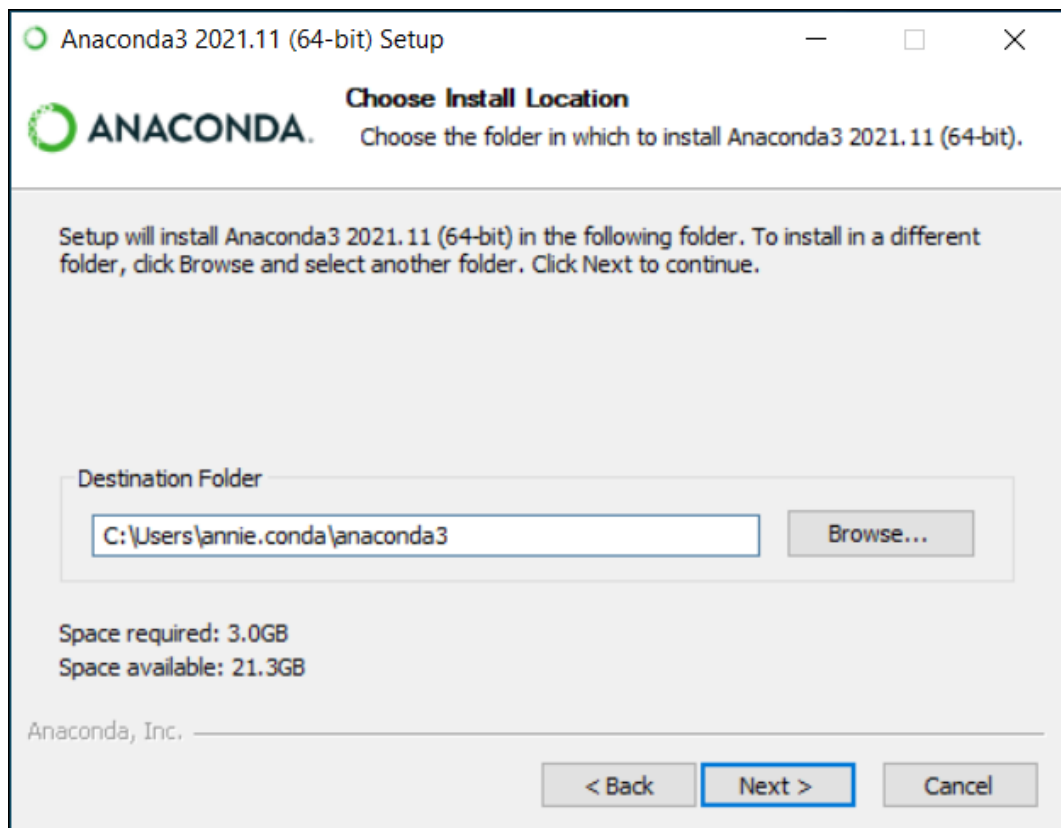 Anaconda3 2021.11 (64-bit) Setup
ANANCONDA.
Choose Install Location
Choose the folder in which to install Anaconda3 2021.11 (64-bit).
Setup will install Anaconda3 2021.11 (64-bit) in the following folder. To install in a different
folder, click Browse and select another folder. Click Next to continue.
Destination Folder
C:\Users\annie.conda\anaconda3
Browse...
Space required: 3.0GB
Space available: 21.3GB
Anaconda, Inc.
< Back
Next >
Cancel